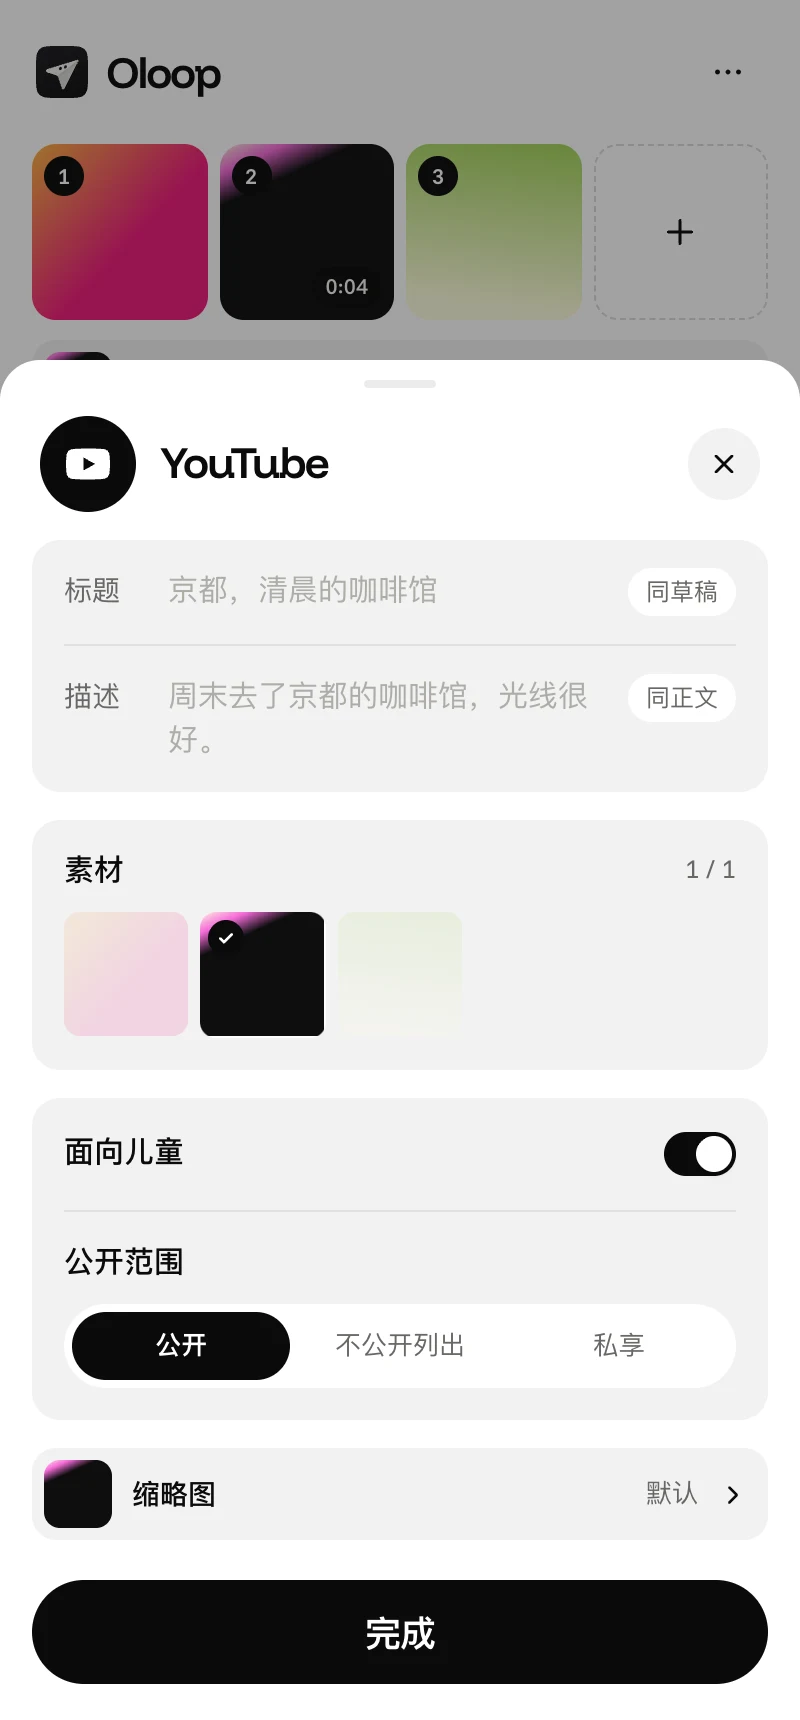 Oloop
1
2
3
0:04
YouTube
标题 京都，清晨的咖啡馆 同草稿
描述 周末去了京都的咖啡馆，光线很 同正文
好。
素材 1 / 1
面向儿童
公开范围
公开 不公开列出 私享
缩略图 默认
完成